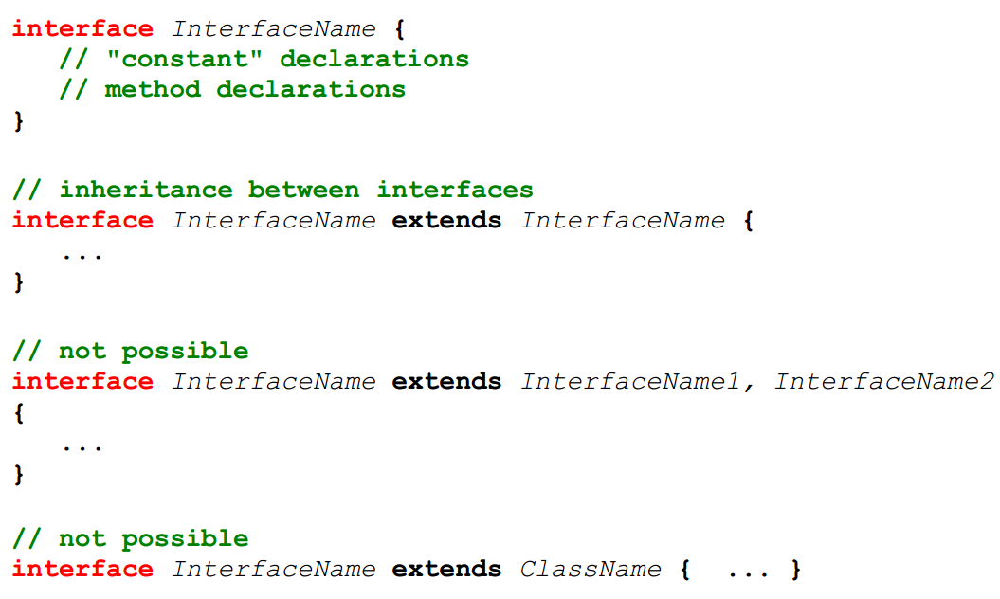 interface InterfaceName {
// "constant" declarations
// method declarations
}
// inheritance between interfaces
interface InterfaceName extends InterfaceName {
...
}
// not possible
interface InterfaceName extends InterfaceName1, InterfaceName2
{
...
}
// not possible
interface InterfaceName extends ClassName { ... }